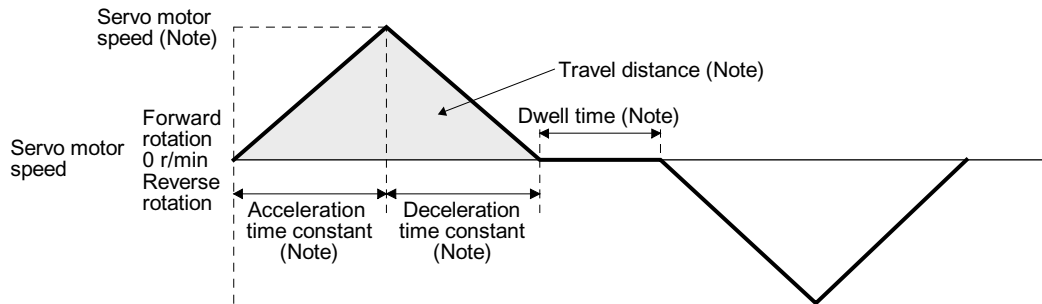 Servo motor
speed (Note)
Travel distance (Note)
Dwell time (Note)
Servo motor
speed
Forward
rotation
0 r/min
Reverse
rotation
Acceleration
time constant
(Note)
Deceleration
time constant
(Note)